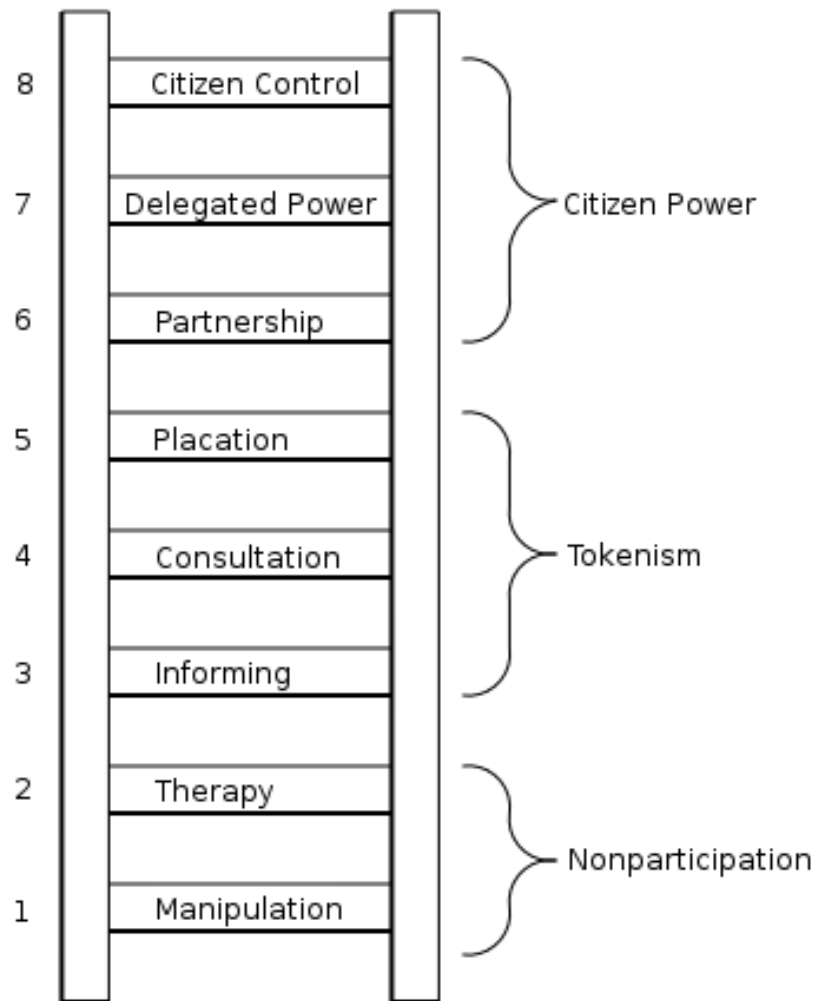 8 Citizen Control
7 Delegated Power Citizen Power
6 Partnership
5 Placation
4 Consultation Tokenism
3 Informing
2 Therapy
Nonparticipation
1 Manipulation